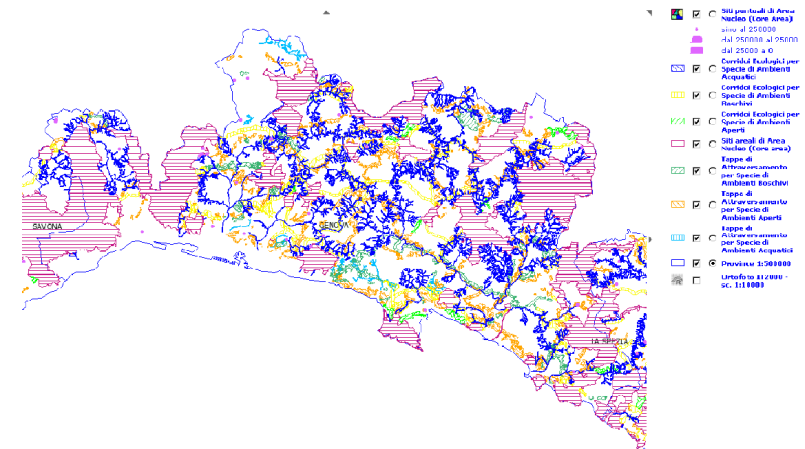 SAVONA
GENOVA
LA SPEZIA
Siti puntuali di Area
Nucleo (Core Area)
sino al 250000
dal 250000 al 25000
dal 25000 a 0
Corridoi Ecologici per
Specie di Ambienti
Acquatici
Corridoi Ecologici per
Specie di Ambienti
Boschivi
Corridoi Ecologici per
Specie di Ambienti
Aperti
Siti areali di Area
Nucleo (Core area)
Tappe di
Attraversamento
per Specie di
Ambienti Boschivi
Tappe di
Attraversamento
per Specie di
Ambienti Aperti
Tappe di
Attraversamento
per Specie di
Ambienti Acquatici
Province 1:500000
Ortofoto IT2000 -
sc. 1:10000